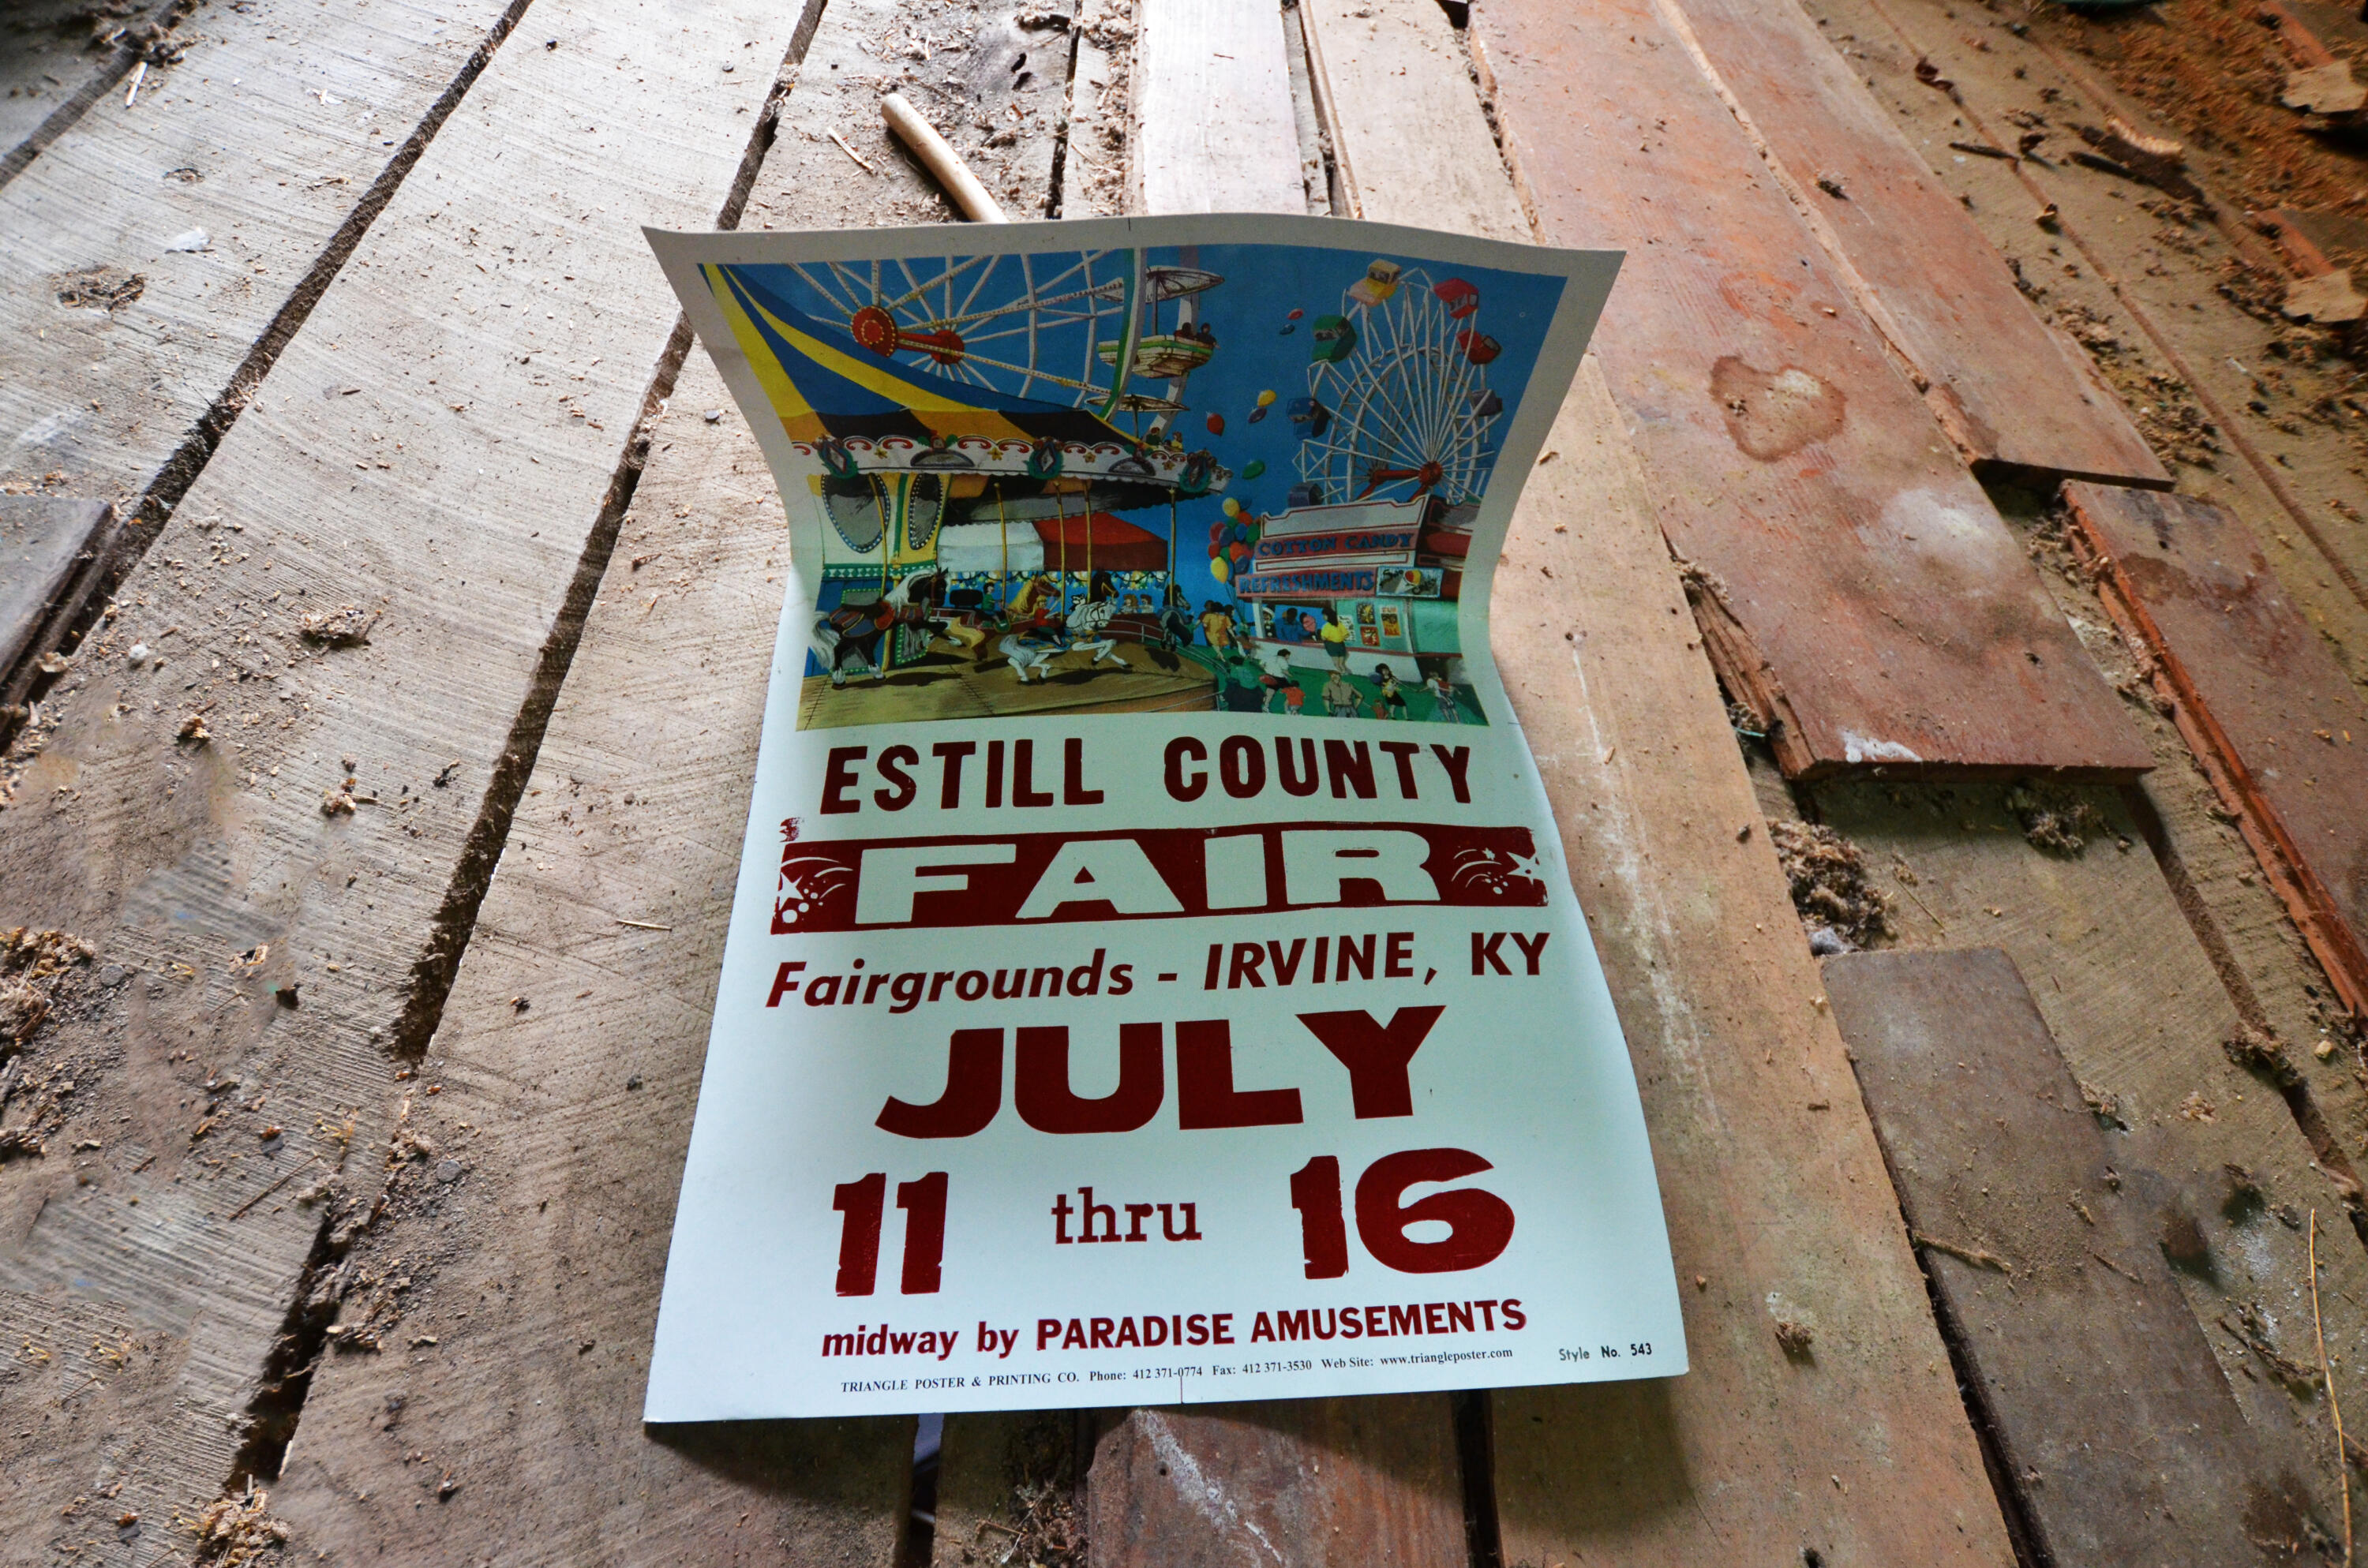 COTTON CANDY
REFRESHMENTS
ESTILL COUNTY
FAIR
Fairgrounds - IRVINE, KY
JULY
11 thru 16
midway by PARADISE AMUSEMENTS
TRIANGLE POSTER & PRINTING CO. Phone: 412 371-0774 Fax: 412 371-3530 Web Site: www.triangleposter.com
Style No. 543